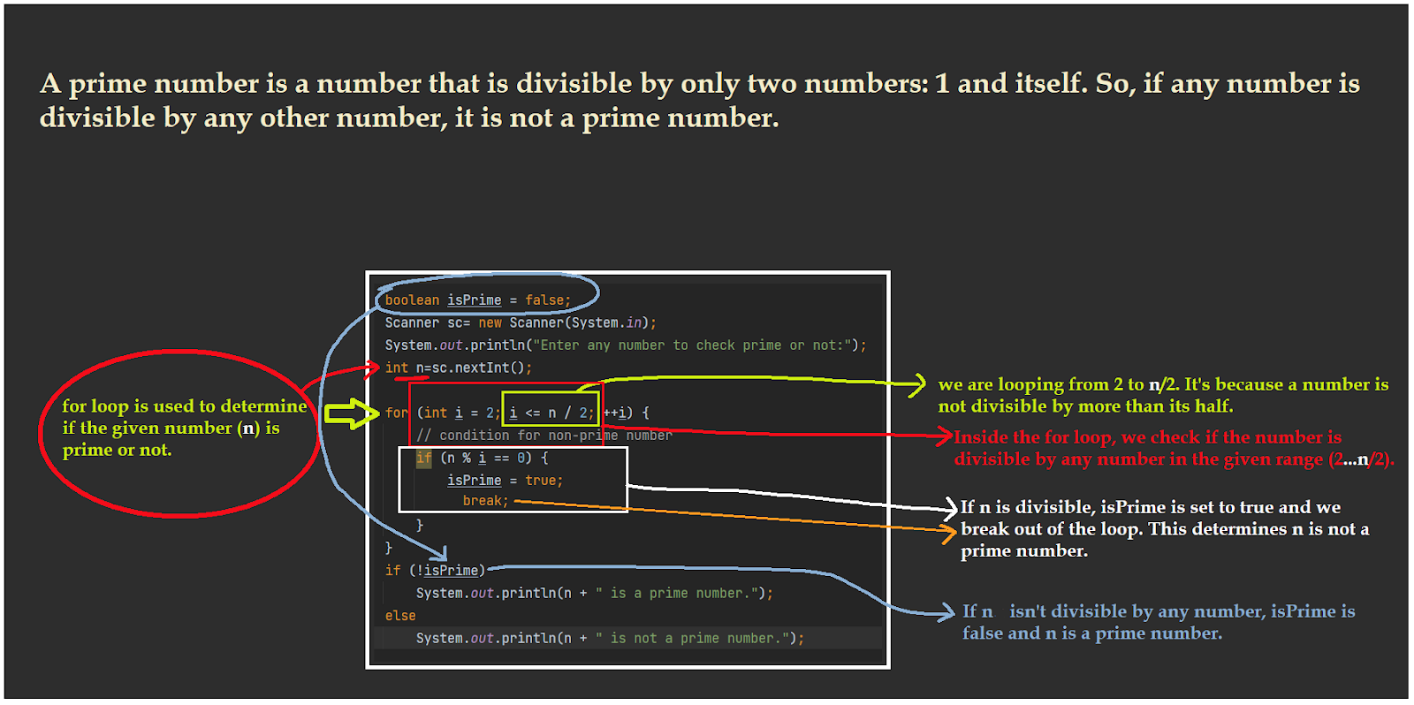 A prime number is a number that is divisible by only two numbers: 1 and itself. So, if any number is
divisible by any other number, it is not a prime number.
boolean isPrime = false;
Scanner sc= new Scanner(System.in);
System.out.println("Enter any number to check prime or not:");
int n=sc.nextInt();
for (int i = 2; i <= n / 2; ++i) {
// condition for non-prime number
if (n % i == 0) {
isPrime = true;
break;
}
}
if (!isPrime)
System.out.println(n + " is a prime number.");
else
System.out.println(n + " is not a prime number.");
for loop is used to determine
if the given number (n) is
prime or not.
we are looping from 2 to n/2. It's because a number is
not divisible by more than its half.
Inside the for loop, we check if the number is
divisible by any number in the given range (2...n/2).
If n is divisible, isPrime is set to true and we
break out of the loop. This determines n is not a
prime number.
If n isn't divisible by any number, isPrime is
false and n is a prime number.